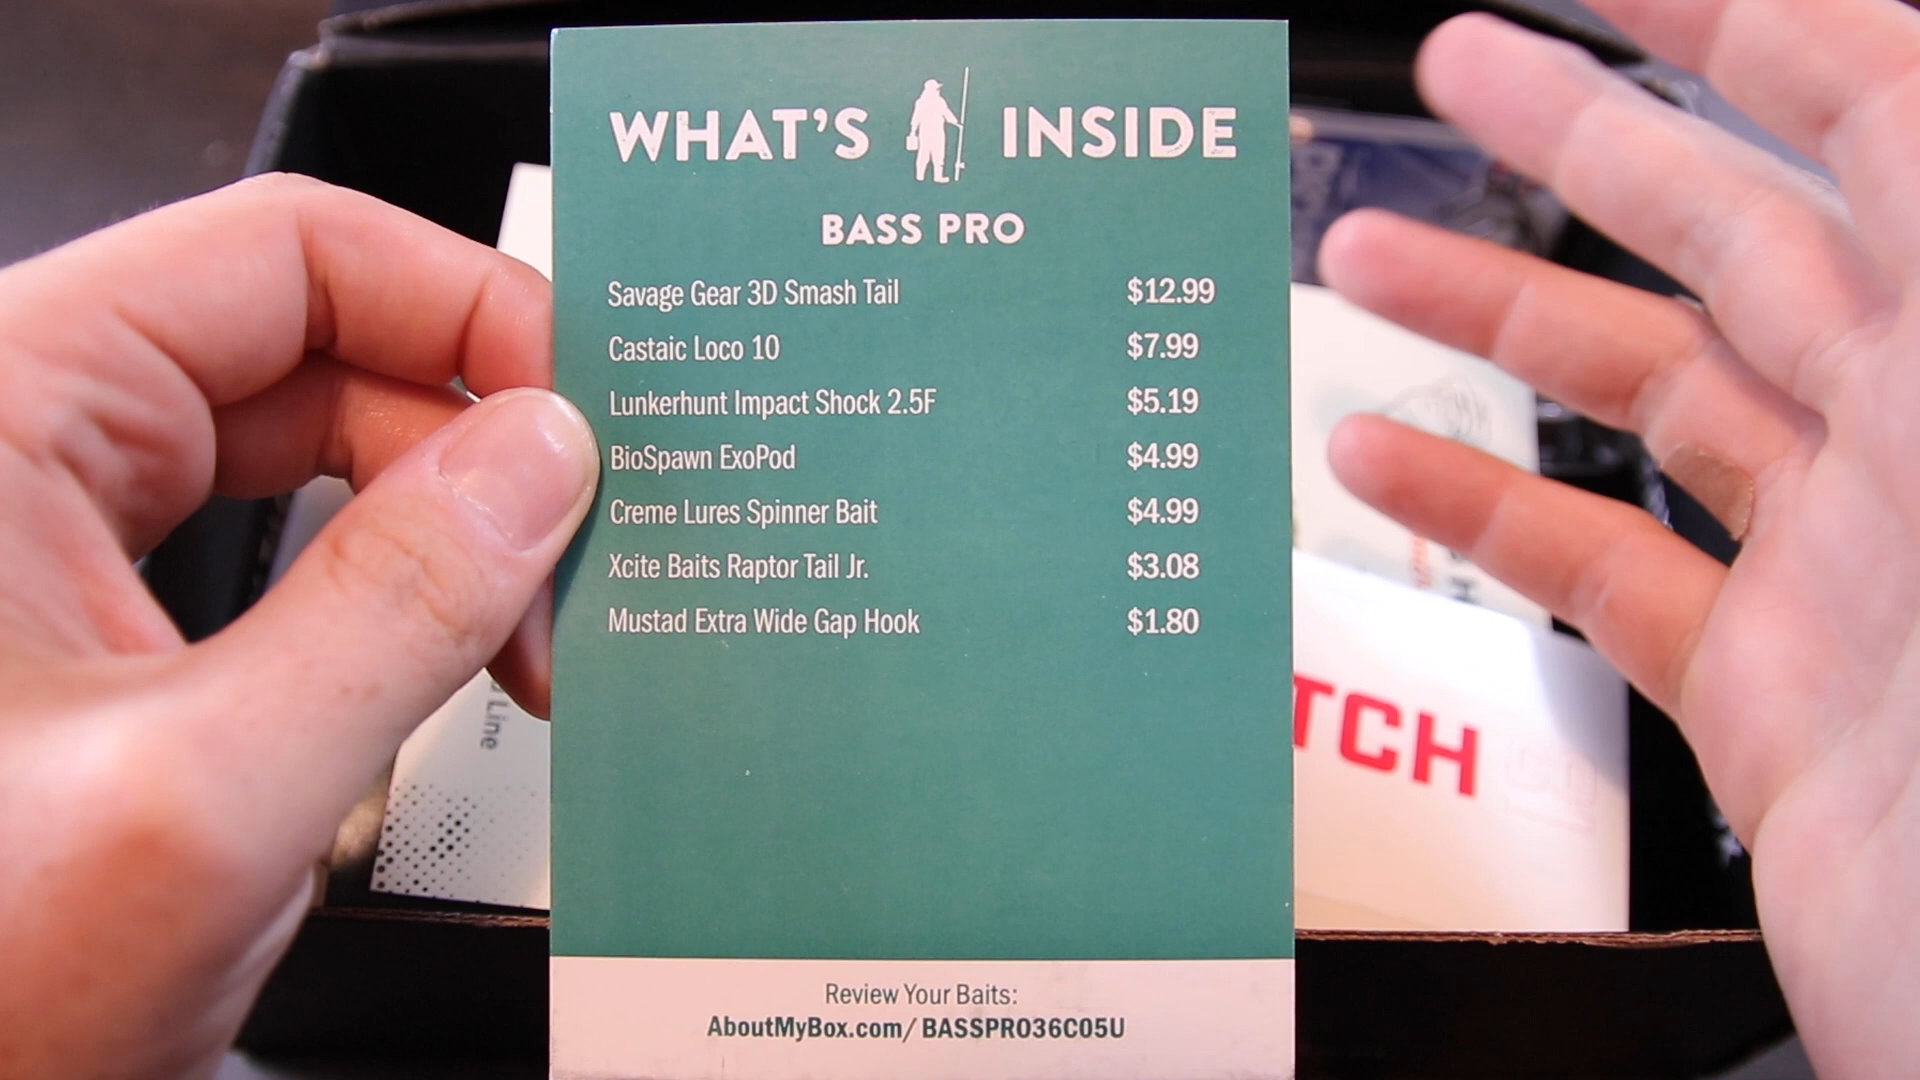 WHAT'S INSIDE
BASS PRO
Savage Gear 3D Smash Tail $12.99
Castaic Loco 10 $7.99
Lunkerhunt Impact Shock 2.5F $5.19
BioSpawn ExoPod $4.99
Creme Lures Spinner Bait $4.99
Xcite Baits Raptor Tail Jr. $3.08
Mustad Extra Wide Gap Hook $1.80
Review Your Baits:
AboutMyBox.com/ BASSPRO36C05U
Line
TCH